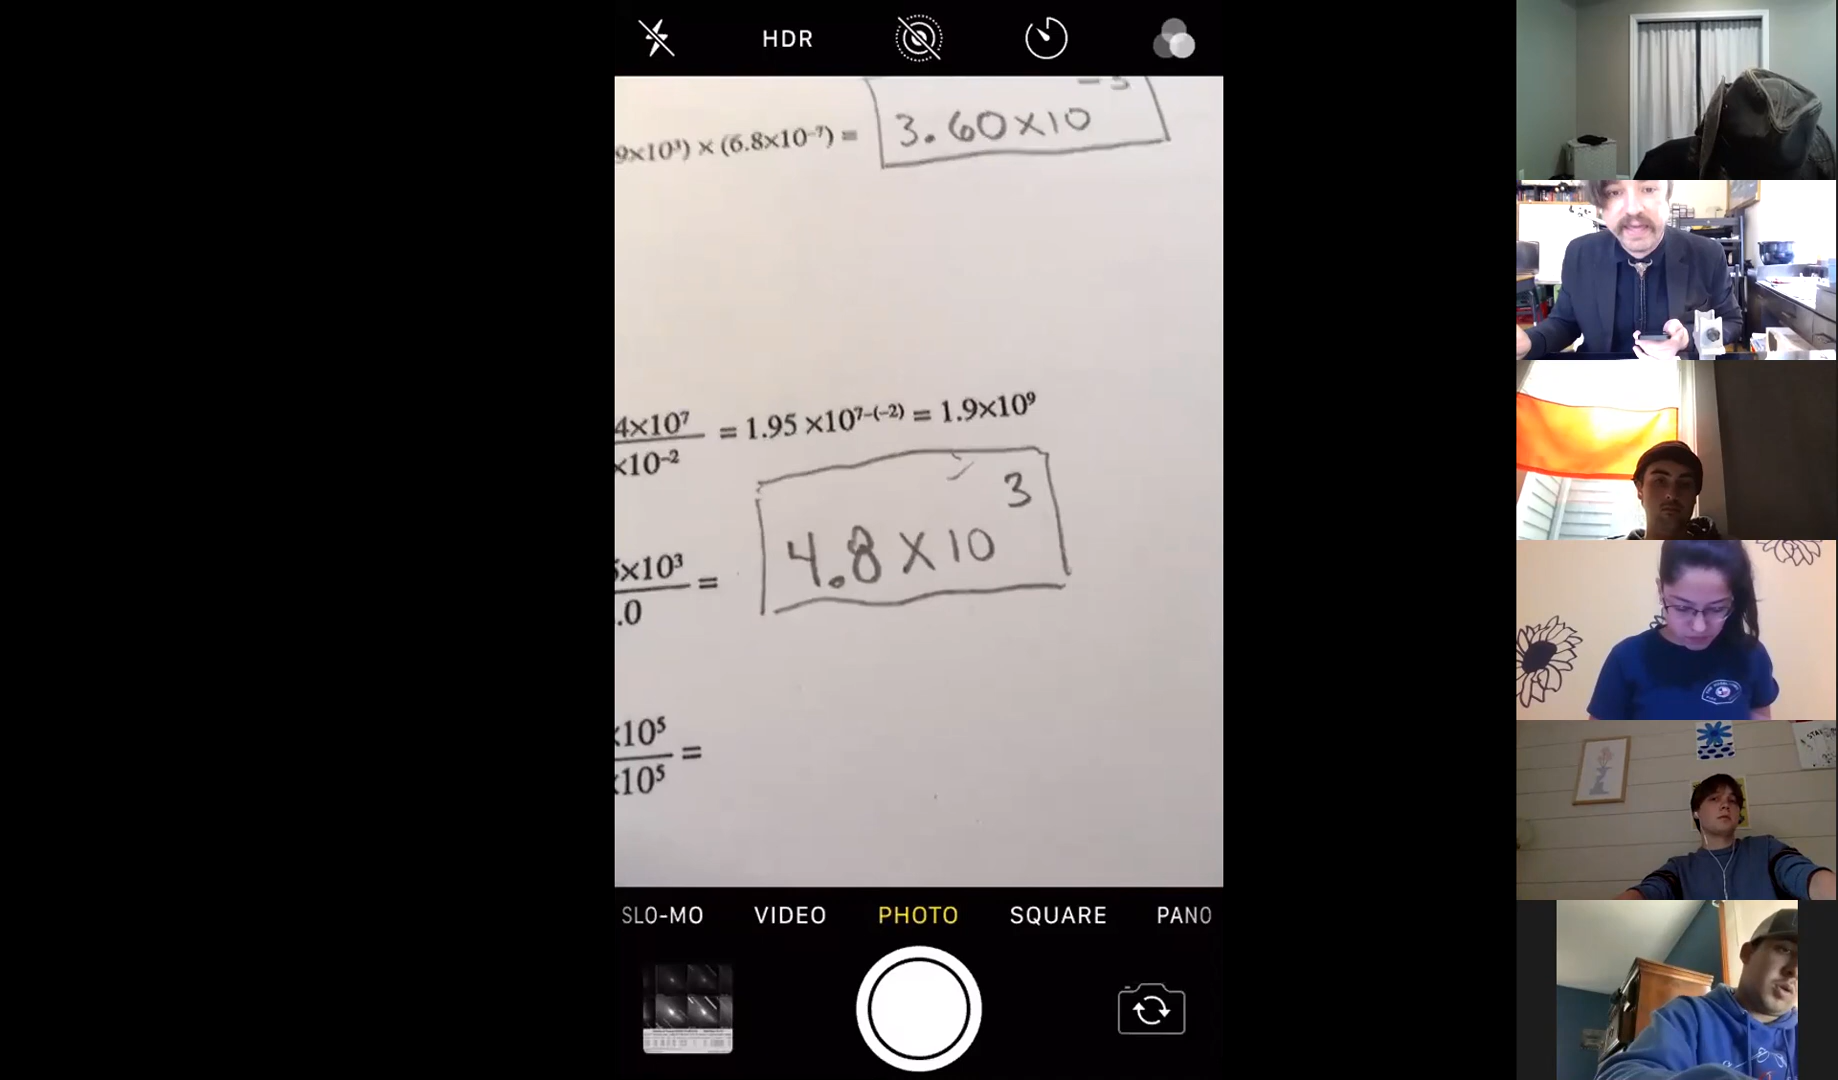 HDR
3.60×10
9×10³) × (6.8×10⁻⁷) =
4×10⁷
= 1.95 ×10⁷⁻⁽⁻²⁾ = 1.9×10⁹
×10⁻²
4.8×10³
5×10³
=
.0
×10⁵
=
×10⁵
SLO-MO VIDEO PHOTO SQUARE PANO